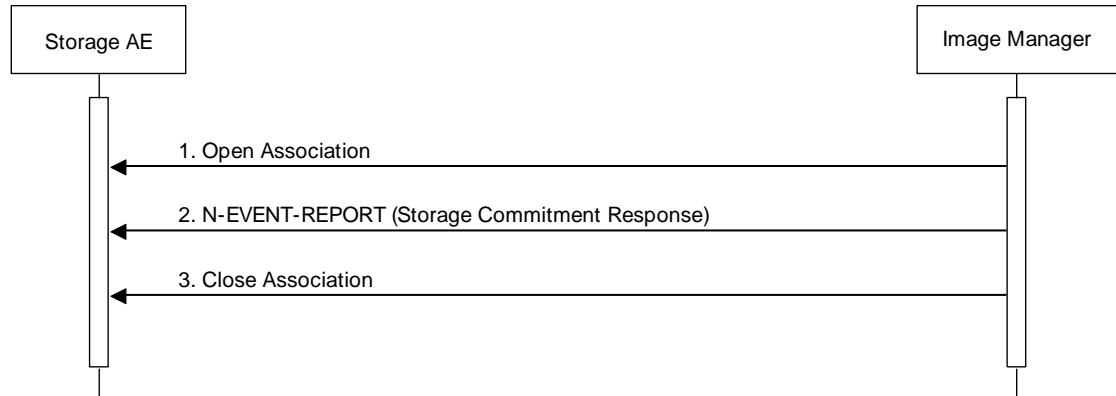 Storage AE
Image Manager
1. Open Association
2. N-EVENT-REPORT (Storage Commitment Response)
3. Close Association